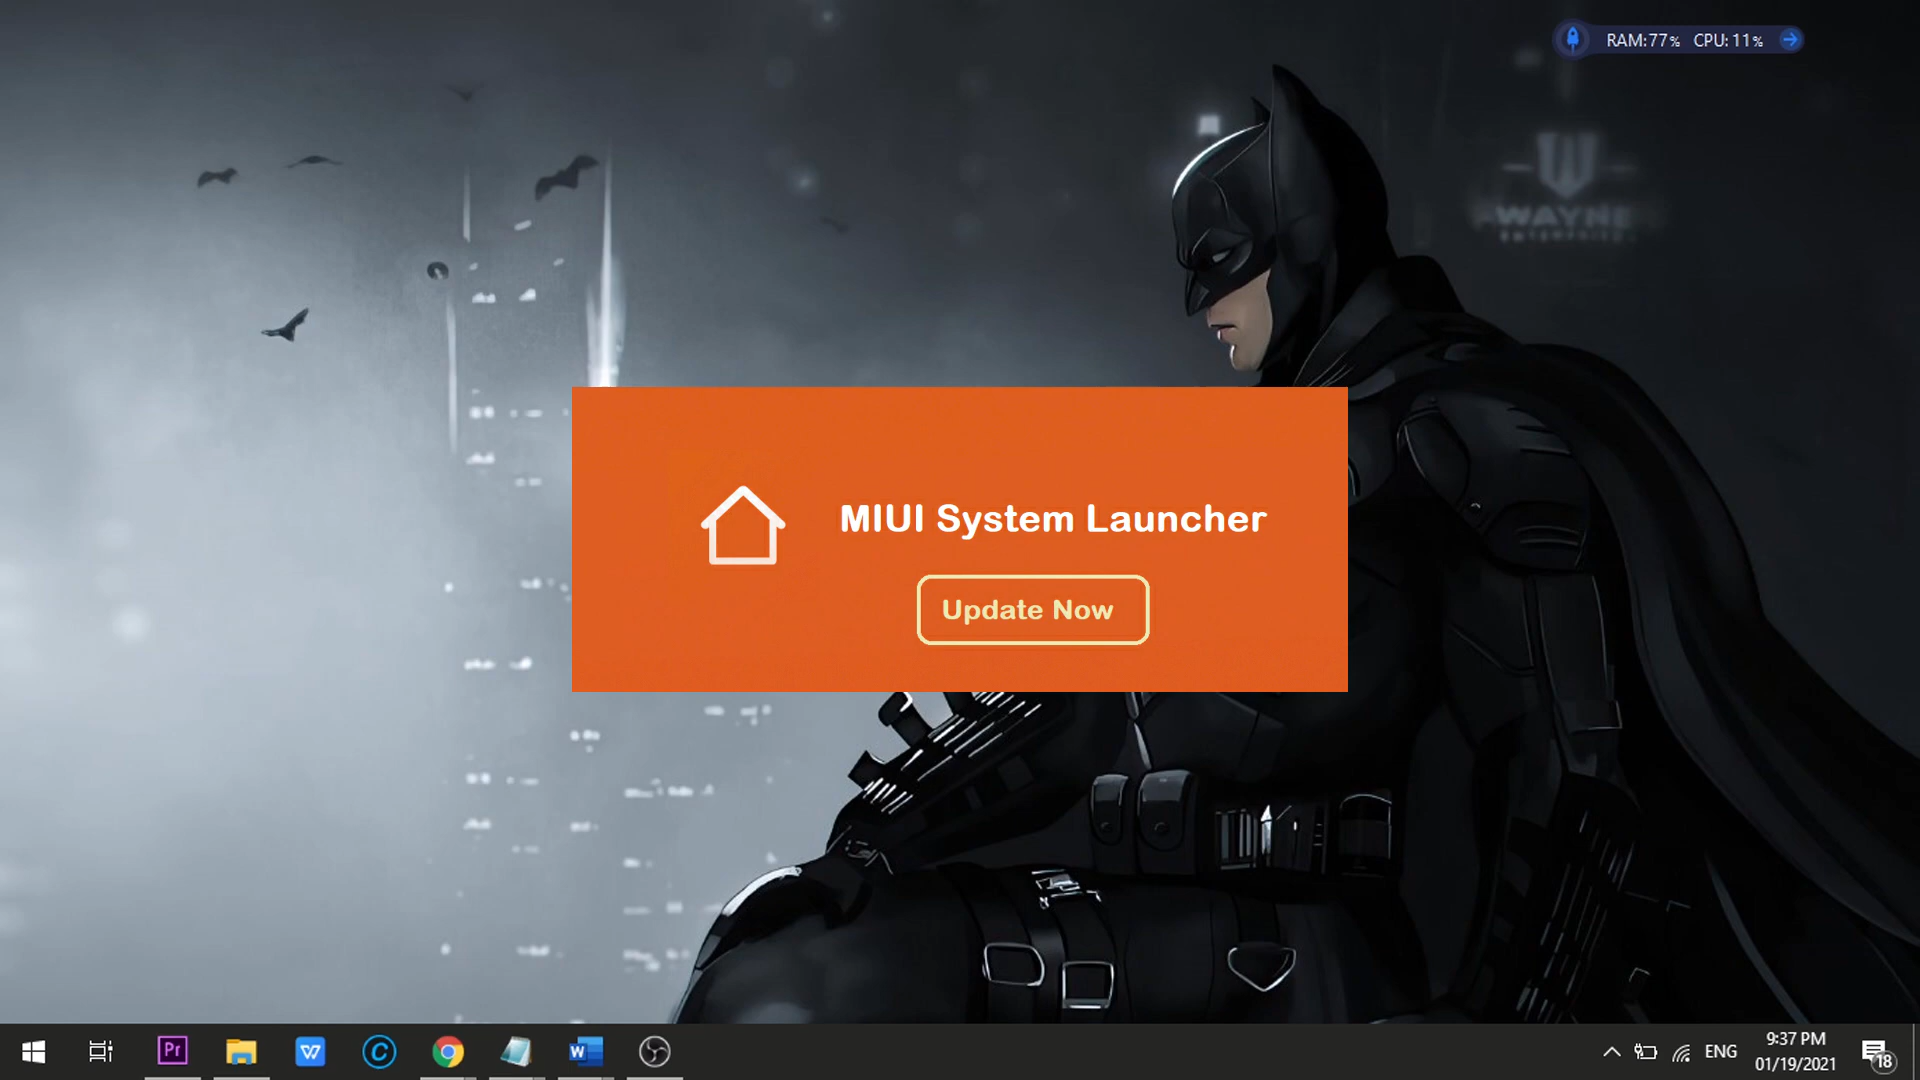 RAM:77% CPU: 11%
W
WAYNE
ENTERPRISES
MIUI System Launcher
Update Now
Pr
W
C
W
ENG
9:37 PM
01/19/2021
18